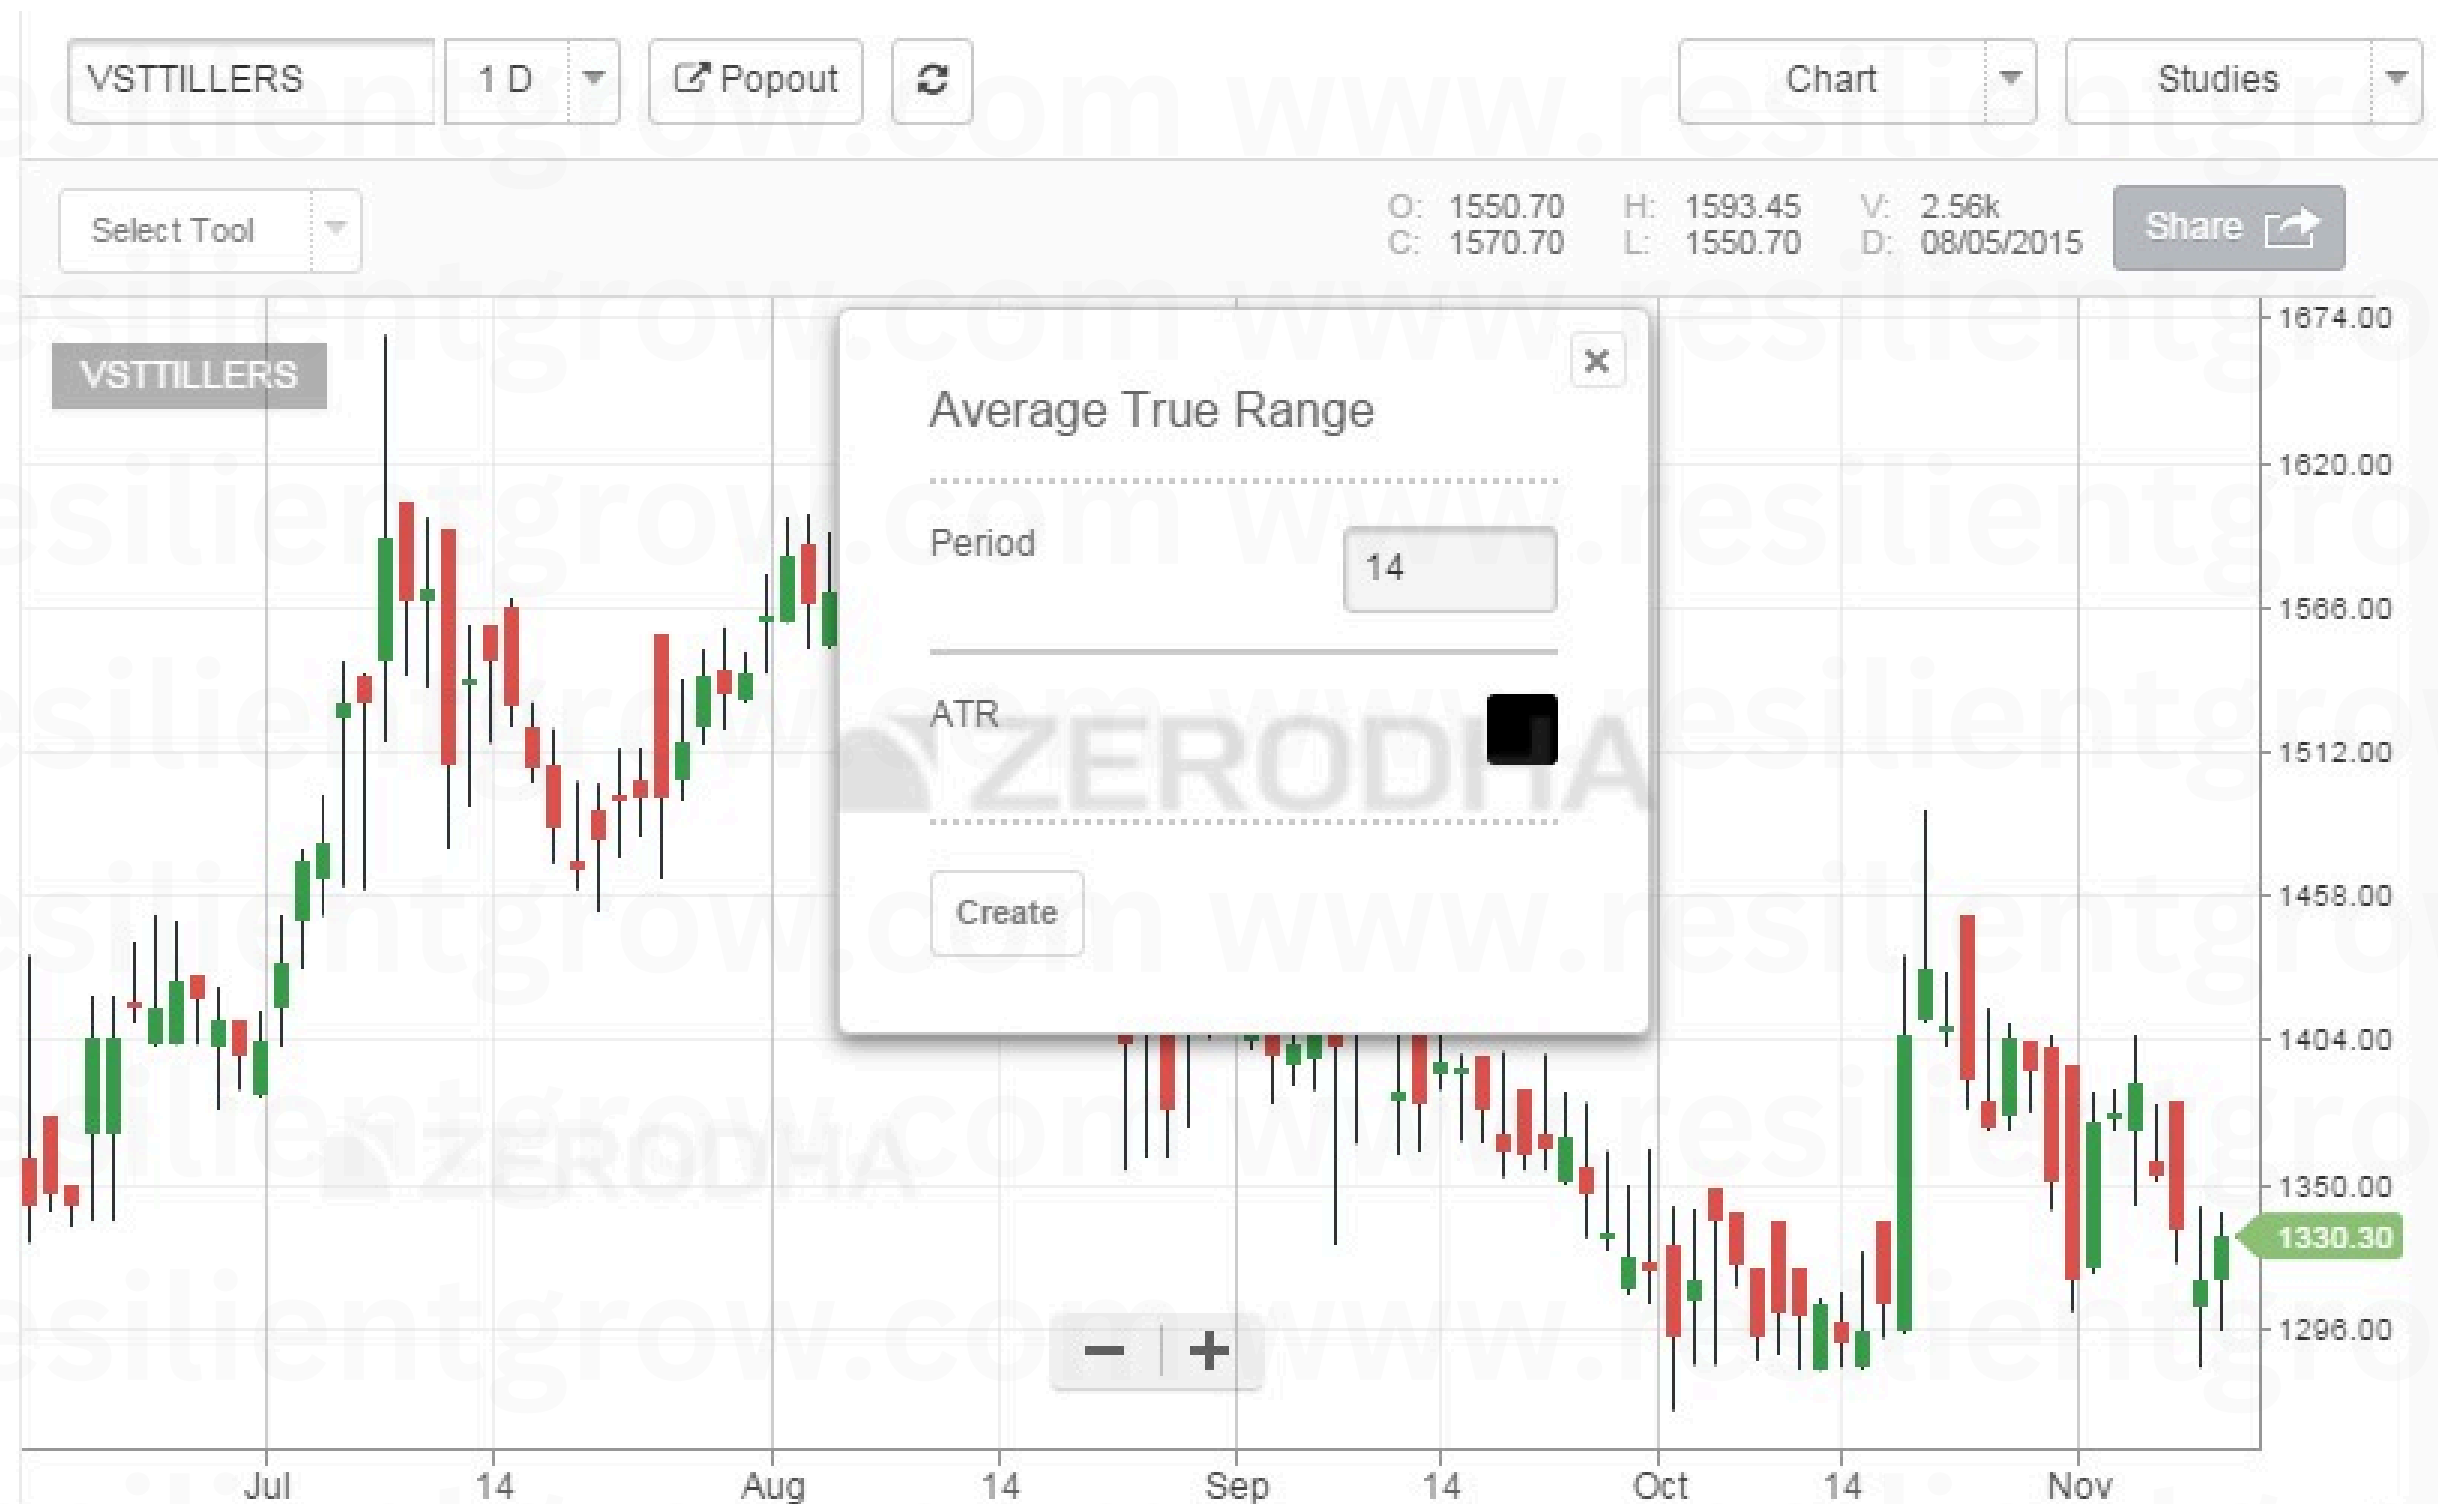 VSTTILLERS 1 D Popout Chart Studies
Select Tool
O: 1550.70 H: 1593.45 V: 2.56k
C: 1570.70 L: 1550.70 D: 08/05/2015
Share
VSTTILLERS
Average True Range
Period 14
ATR
Create
ZERODHA
ZERODHA
1674.00
1620.00
1566.00
1512.00
1458.00
1404.00
1350.00
1330.30
1296.00
Jul 14 Aug 14 Sep 14 Oct 14 Nov
www.resilientgrow.com